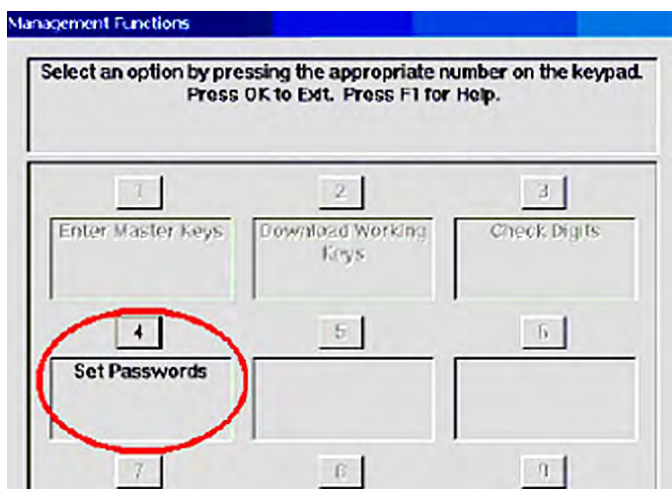 Management Functions
Select an option by pressing the appropriate number on the keypad.
Press OK to Exit. Press F1 for Help.
1 2 3
Enter Master Keys Download Working Check Digits
Keys
4 5 6
Set Passwords
7 8 9